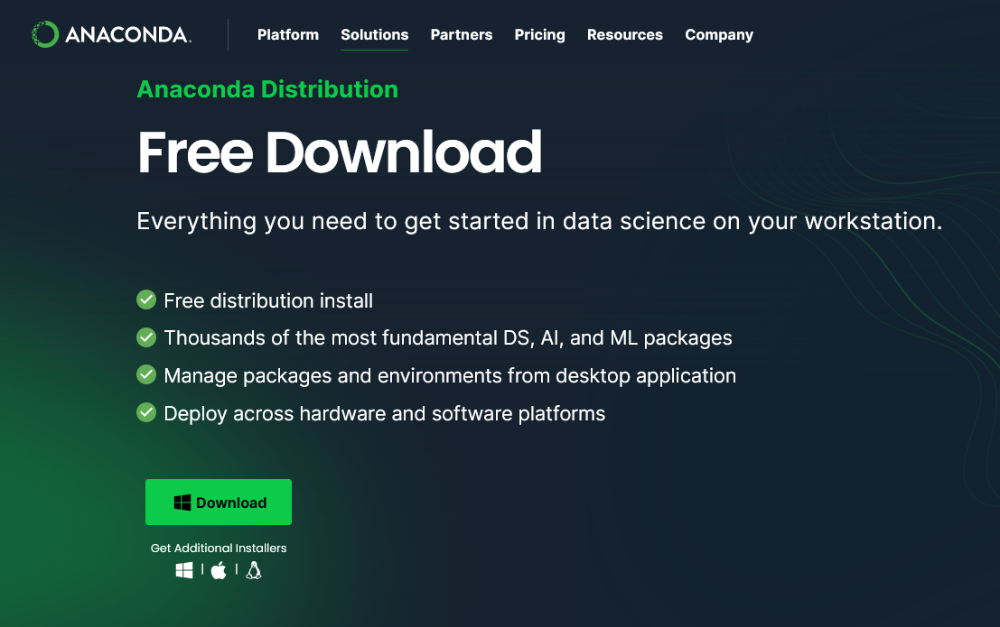 ANACONDA.
Platform Solutions Partners Pricing Resources Company
Anaconda Distribution
Free Download
Everything you need to get started in data science on your workstation.
Free distribution install
Thousands of the most fundamental DS, AI, and ML packages
Manage packages and environments from desktop application
Deploy across hardware and software platforms
Download
Get Additional Installers